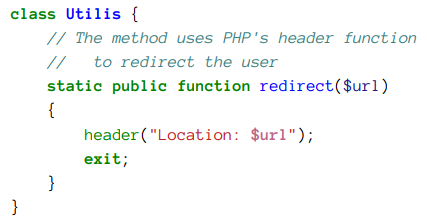 class Utilis {
    // The method uses PHP's header function
    //   to redirect the user
    static public function redirect($url)
    {
        header("Location: $url");
        exit;
    }
}